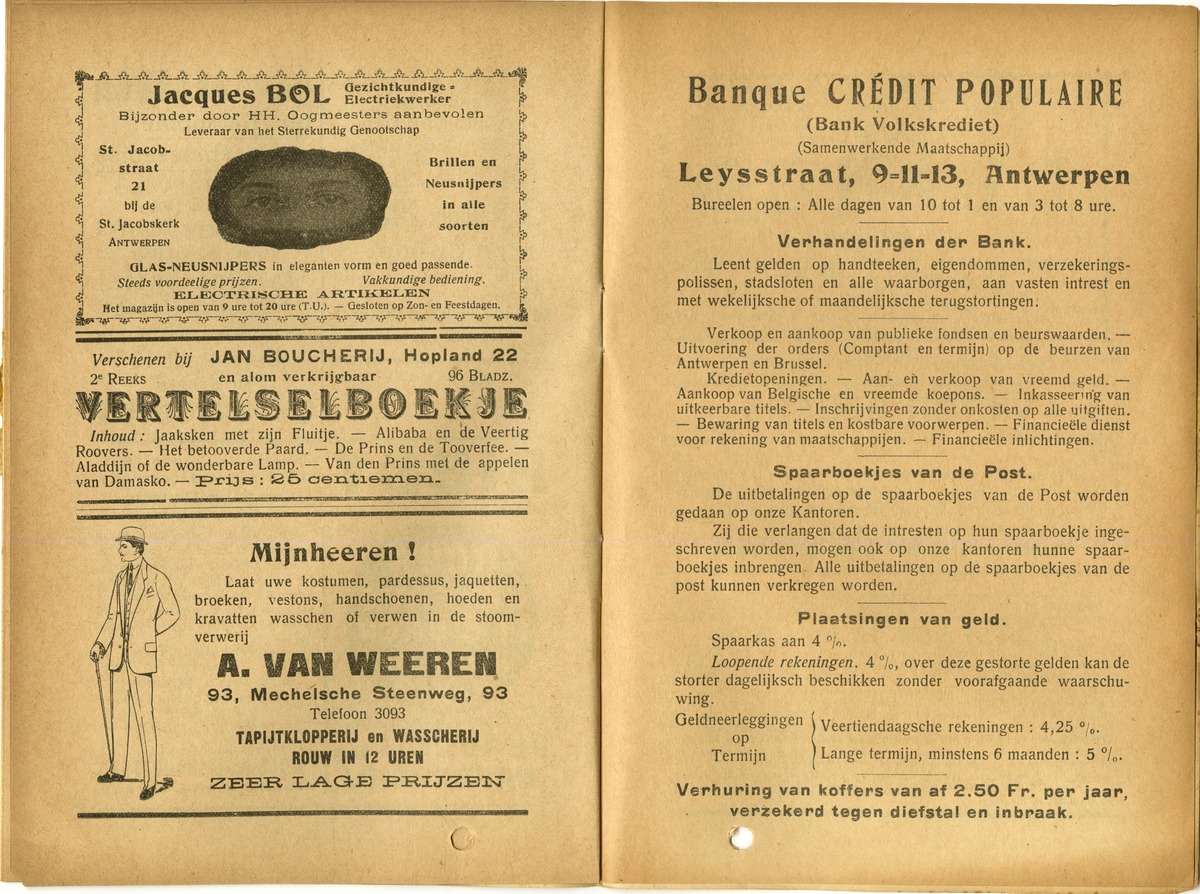 Jacques BOL Gezichtkundige =
Electriekwerker
Bijzonder door HH. Oogmeesters aanbevolen
Leveraar van het Sterrekundig Genootschap
St. Jacob-
straat
21
bij de
St. Jacobskerk
ANTWERPEN
Brillen en
Neusnijpers
in alle
soorten
GLAS-NEUSNIJPERS in eleganten vorm en goed passende.
Steeds voordeelige prijzen. Vakkundige bediening.
ELECTRISCHE ARTIKELEN
Het magazijn is open van 9 ure tot 20 ure (T.U.). — Gesloten op Zon- en Feestdagen.
Verschenen bij JAN BOUCHERIJ, Hopland 22
2e REEKS en alom verkrijgbaar 96 BLADZ.
VERTELSELBOEKJE
Inhoud : Jaaksken met zijn Fluitje. — Alibaba en de Veertig
Roovers. — Het betooverde Paard. — De Prins en de Tooverfee. —
Aladdijn of de wonderbare Lamp. — Van den Prins met de appelen
van Damasko. — Prijs : 25 centiemen.
Mijnheeren !
Laat uwe kostumen, pardessus, jaquetten,
broeken, vestons, handschoenen, hoeden en
kravatten wasschen of verwen in de stoom-
verwerij
A. VAN WEEREN
93, Mechelsche Steenweg, 93
Telefoon 3093
TAPIJTKLOPPERIJ en WASSCHERIJ
ROUW IN 12 UREN
ZEER LAGE PRIJZEN
Banque CRÉDIT POPULAIRE
(Bank Volkskrediet)
(Samenwerkende Maatschappij)
Leysstraat, 9=11=13, Antwerpen
Bureelen open : Alle dagen van 10 tot 1 en van 3 tot 8 ure.
Verhandelingen der Bank.
Leent gelden op handteeken, eigendommen, verzekerings-
polissen, stadsloten en alle waarborgen, aan vasten intrest en
met wekelijksche of maandelijksche terugstortingen.
Verkoop en aankoop van publieke fondsen en beurswaarden. —
Uitvoering der orders (Comptant en termijn) op de beurzen van
Antwerpen en Brussel.
Kredietopeningen. — Aan- en verkoop van vreemd geld. —
Aankoop van Belgische en vreemde koepons. — Inkasseering van
uitkeerbare titels. — Inschrijvingen zonder onkosten op alle uitgiften.
— Bewaring van titels en kostbare voorwerpen. — Financieële dienst
voor rekening van maatschappijen. — Financieële inlichtingen.
Spaarboekjes van de Post.
De uitbetalingen op de spaarboekjes van de Post worden
gedaan op onze Kantoren.
Zij die verlangen dat de intresten op hun spaarboekje inge-
schreven worden, mogen ook op onze kantoren hunne spaar-
boekjes inbrengen. Alle uitbetalingen op de spaarboekjes van de
post kunnen verkregen worden.
Plaatsingen van geld.
Spaarkas aan 4 %.
Loopende rekeningen. 4 %, over deze gestorte gelden kan de
storter dagelijksch beschikken zonder voorafgaande waarschu-
wing.
Geldneerleggingen
op
Termijn
Veertiendaagsche rekeningen : 4,25 %.
Lange termijn, minstens 6 maanden : 5 %.
Verhuring van koffers van af 2.50 Fr. per jaar,
verzekerd tegen diefstal en inbraak.